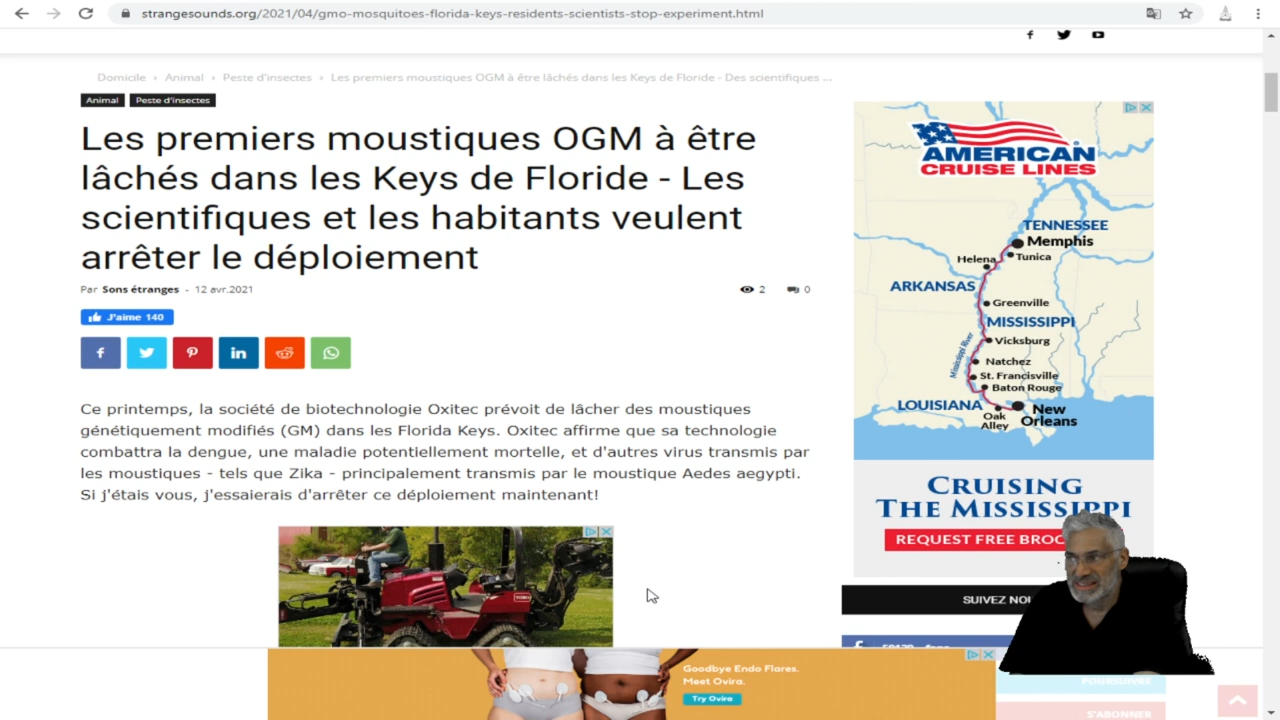 strangesounds.org/2021/04/gmo-mosquitoes-florida-keys-residents-scientists-stop-experiment.html
Domicile › Animal › Peste d'insectes › Les premiers moustiques OGM à être lâchés dans les Keys de Floride - Des scientifiques ...
Animal
Peste d'insectes
Les premiers moustiques OGM à être
lâchés dans les Keys de Floride - Les
scientifiques et les habitants veulent
arrêter le déploiement
Par Sons étranges - 12 avr.2021
2
0
J'aime 140
Ce printemps, la société de biotechnologie Oxitec prévoit de lâcher des moustiques
génétiquement modifiés (GM) dans les Florida Keys. Oxitec affirme que sa technologie
combattra la dengue, une maladie potentiellement mortelle, et d'autres virus transmis par
les moustiques - tels que Zika - principalement transmis par le moustique Aedes aegypti.
Si j'étais vous, j'essaierais d'arrêter ce déploiement maintenant!
AMERICAN
CRUISE LINES
TENNESSEE
Memphis
Helena
Tunica
ARKANSAS
Greenville
MISSISSIPPI
Vicksburg
Mississippi River
Natchez
St. Francisville
Baton Rouge
LOUISIANA
New
Orleans
Oak
Alley
CRUISING
THE MISSISSIPPI
REQUEST FREE BROC
SUIVEZ NOU
TORO
Goodbye Endo Flares.
Meet Ovira.
Try Ovira
POURSUIVRE
S'ABONNER